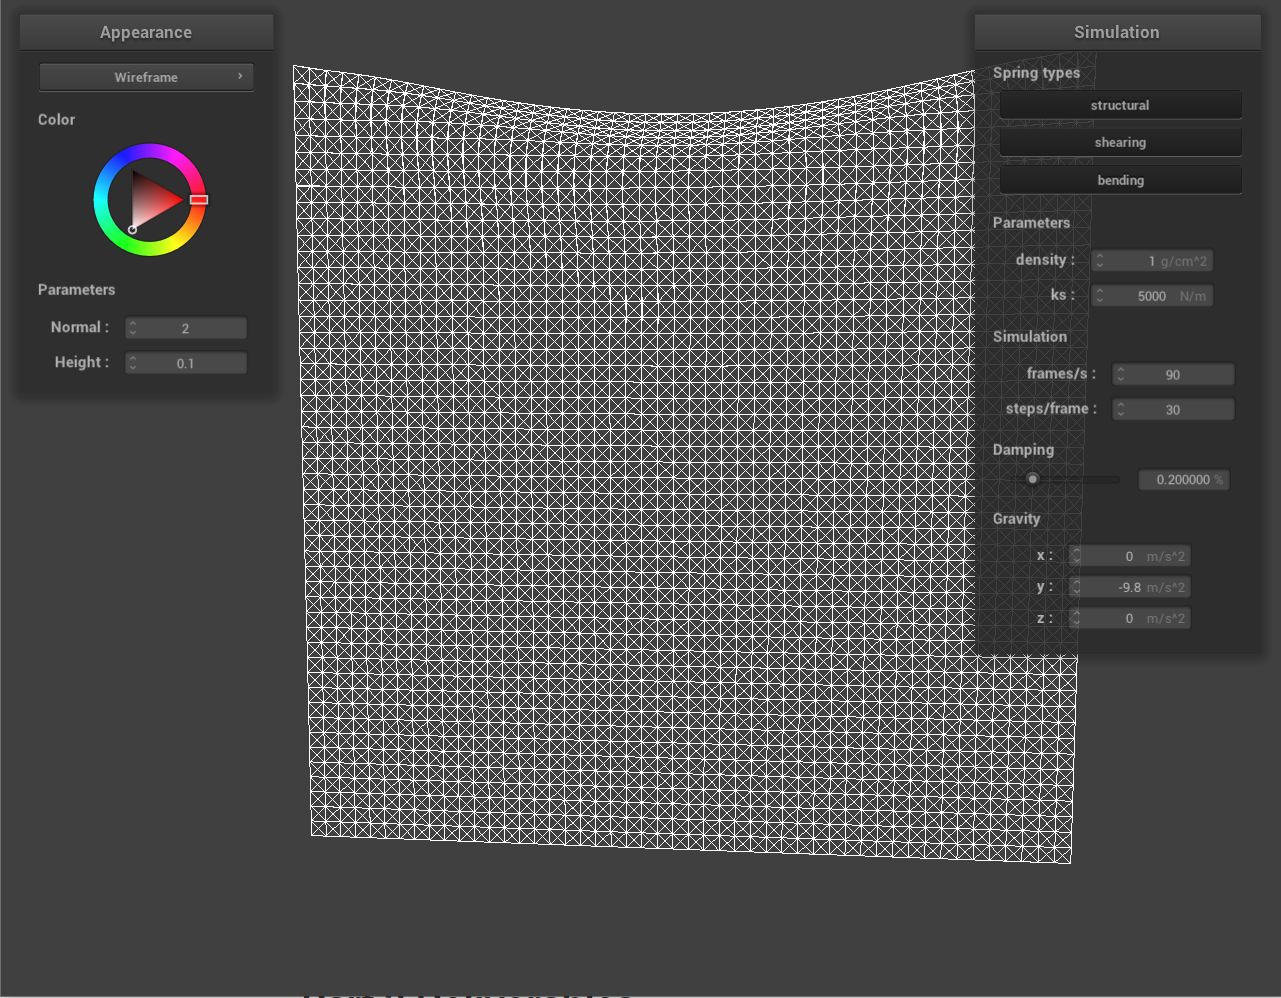 Appearance
Wireframe
Color
Parameters
Normal : 2
Height : 0.1
Simulation
Spring types
structural
shearing
bending
Parameters
density : 1 g/cm^2
ks : 5000 N/m
Simulation
frames/s : 90
steps/frame : 30
Damping
0.200000 %
Gravity
x : 0 m/s^2
y : -9.8 m/s^2
z : 0 m/s^2